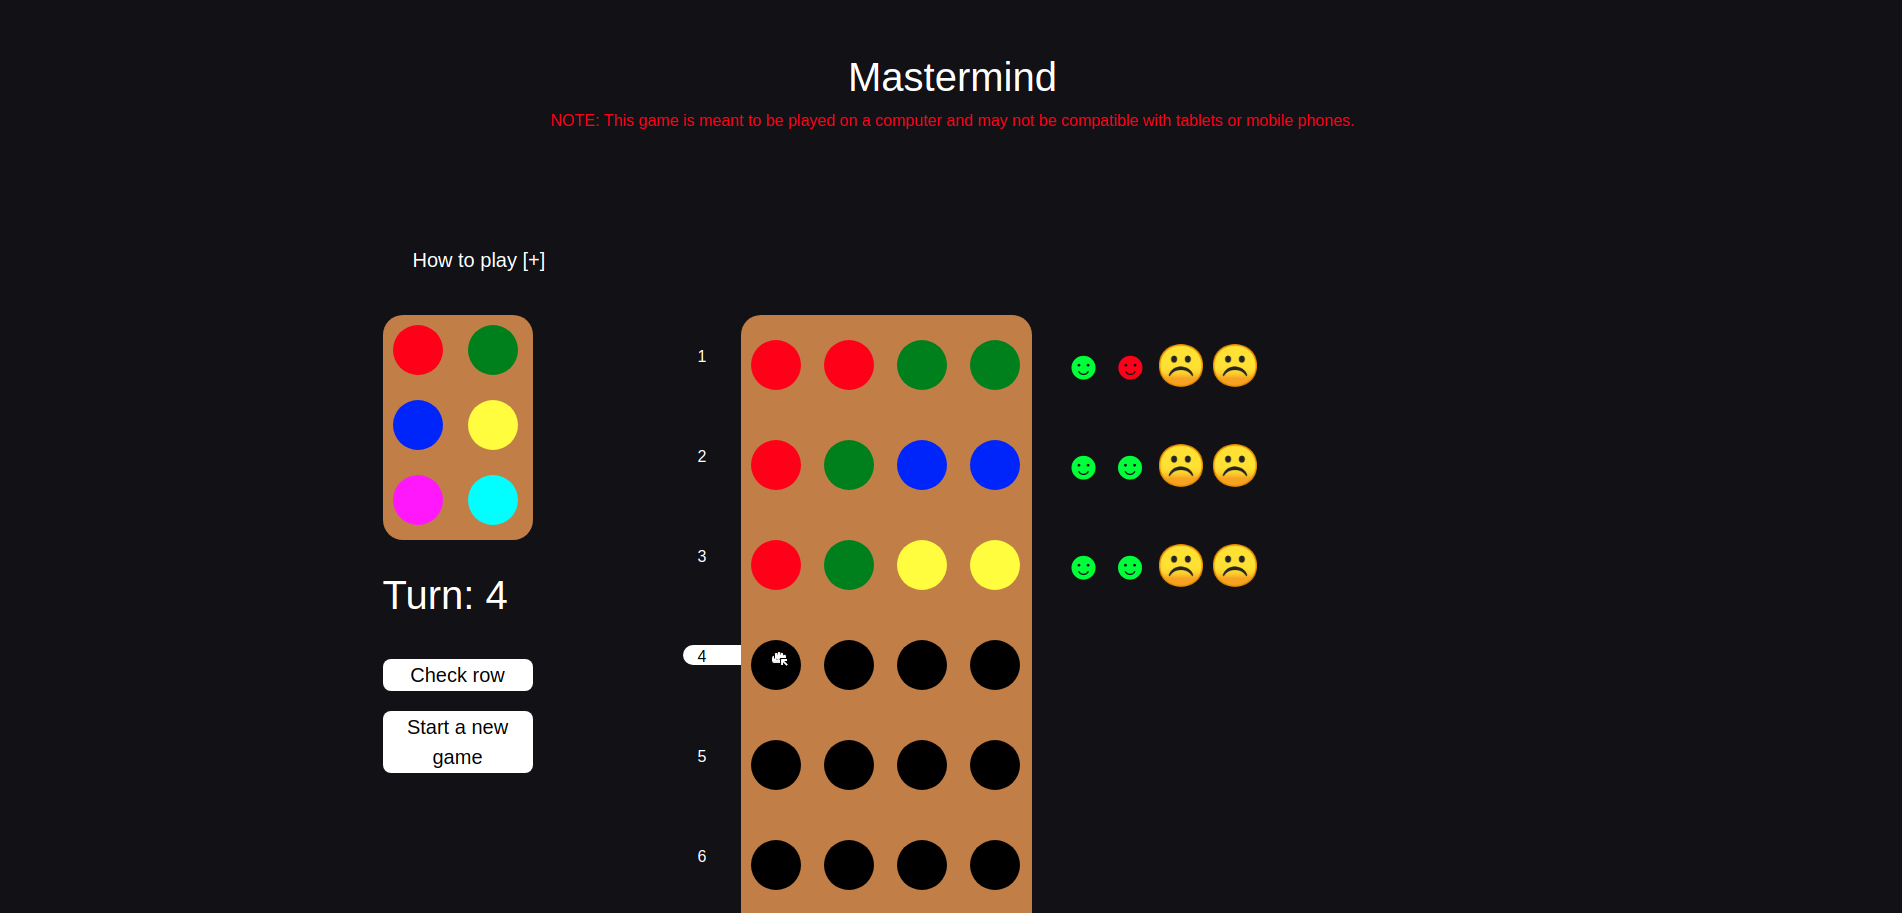 Mastermind
NOTE: This game is meant to be played on a computer and may not be compatible with tablets or mobile phones.
How to play [+]
1
2
3
Turn: 4
4
Check row
Start a new
game
5
6